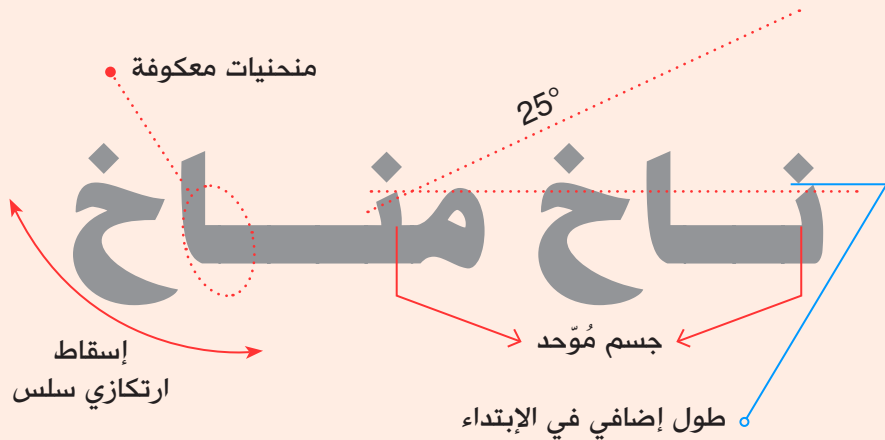 منحنيات معكوفة
25°
ناخ مناخ
جسم مُوّحد
إسقاط
ارتكازي سلس
طول إضافي في الإبتداء